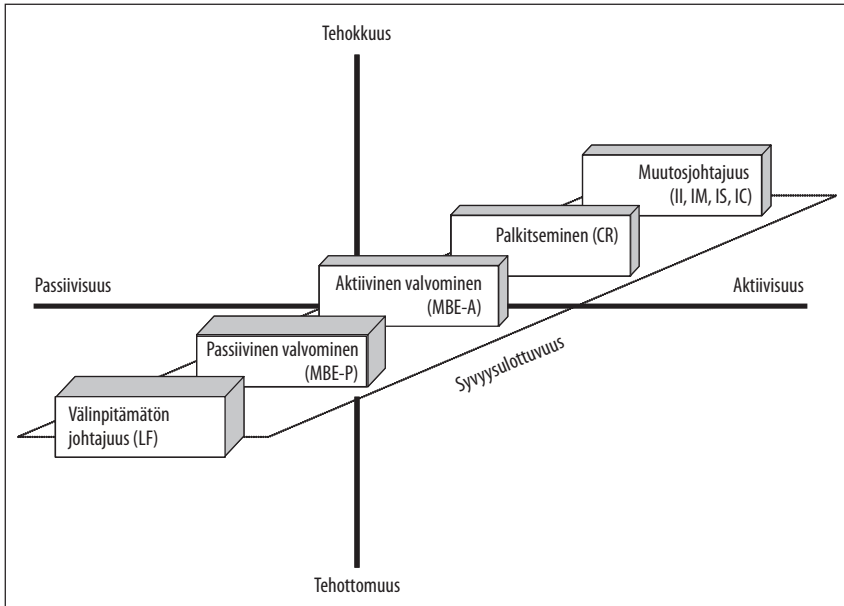 Tehokkuus
Muutosjohtajuus
(II, IM, IS, IC)
Palkitseminen (CR)
Passiivisuus
Aktiivinen valvominen
(MBE-A)
Aktiivisuus
Passiivinen valvominen
(MBE-P)
Syvyysulottuvuus
Välinpitämätön
johtajuus (LF)
Tehottomuus